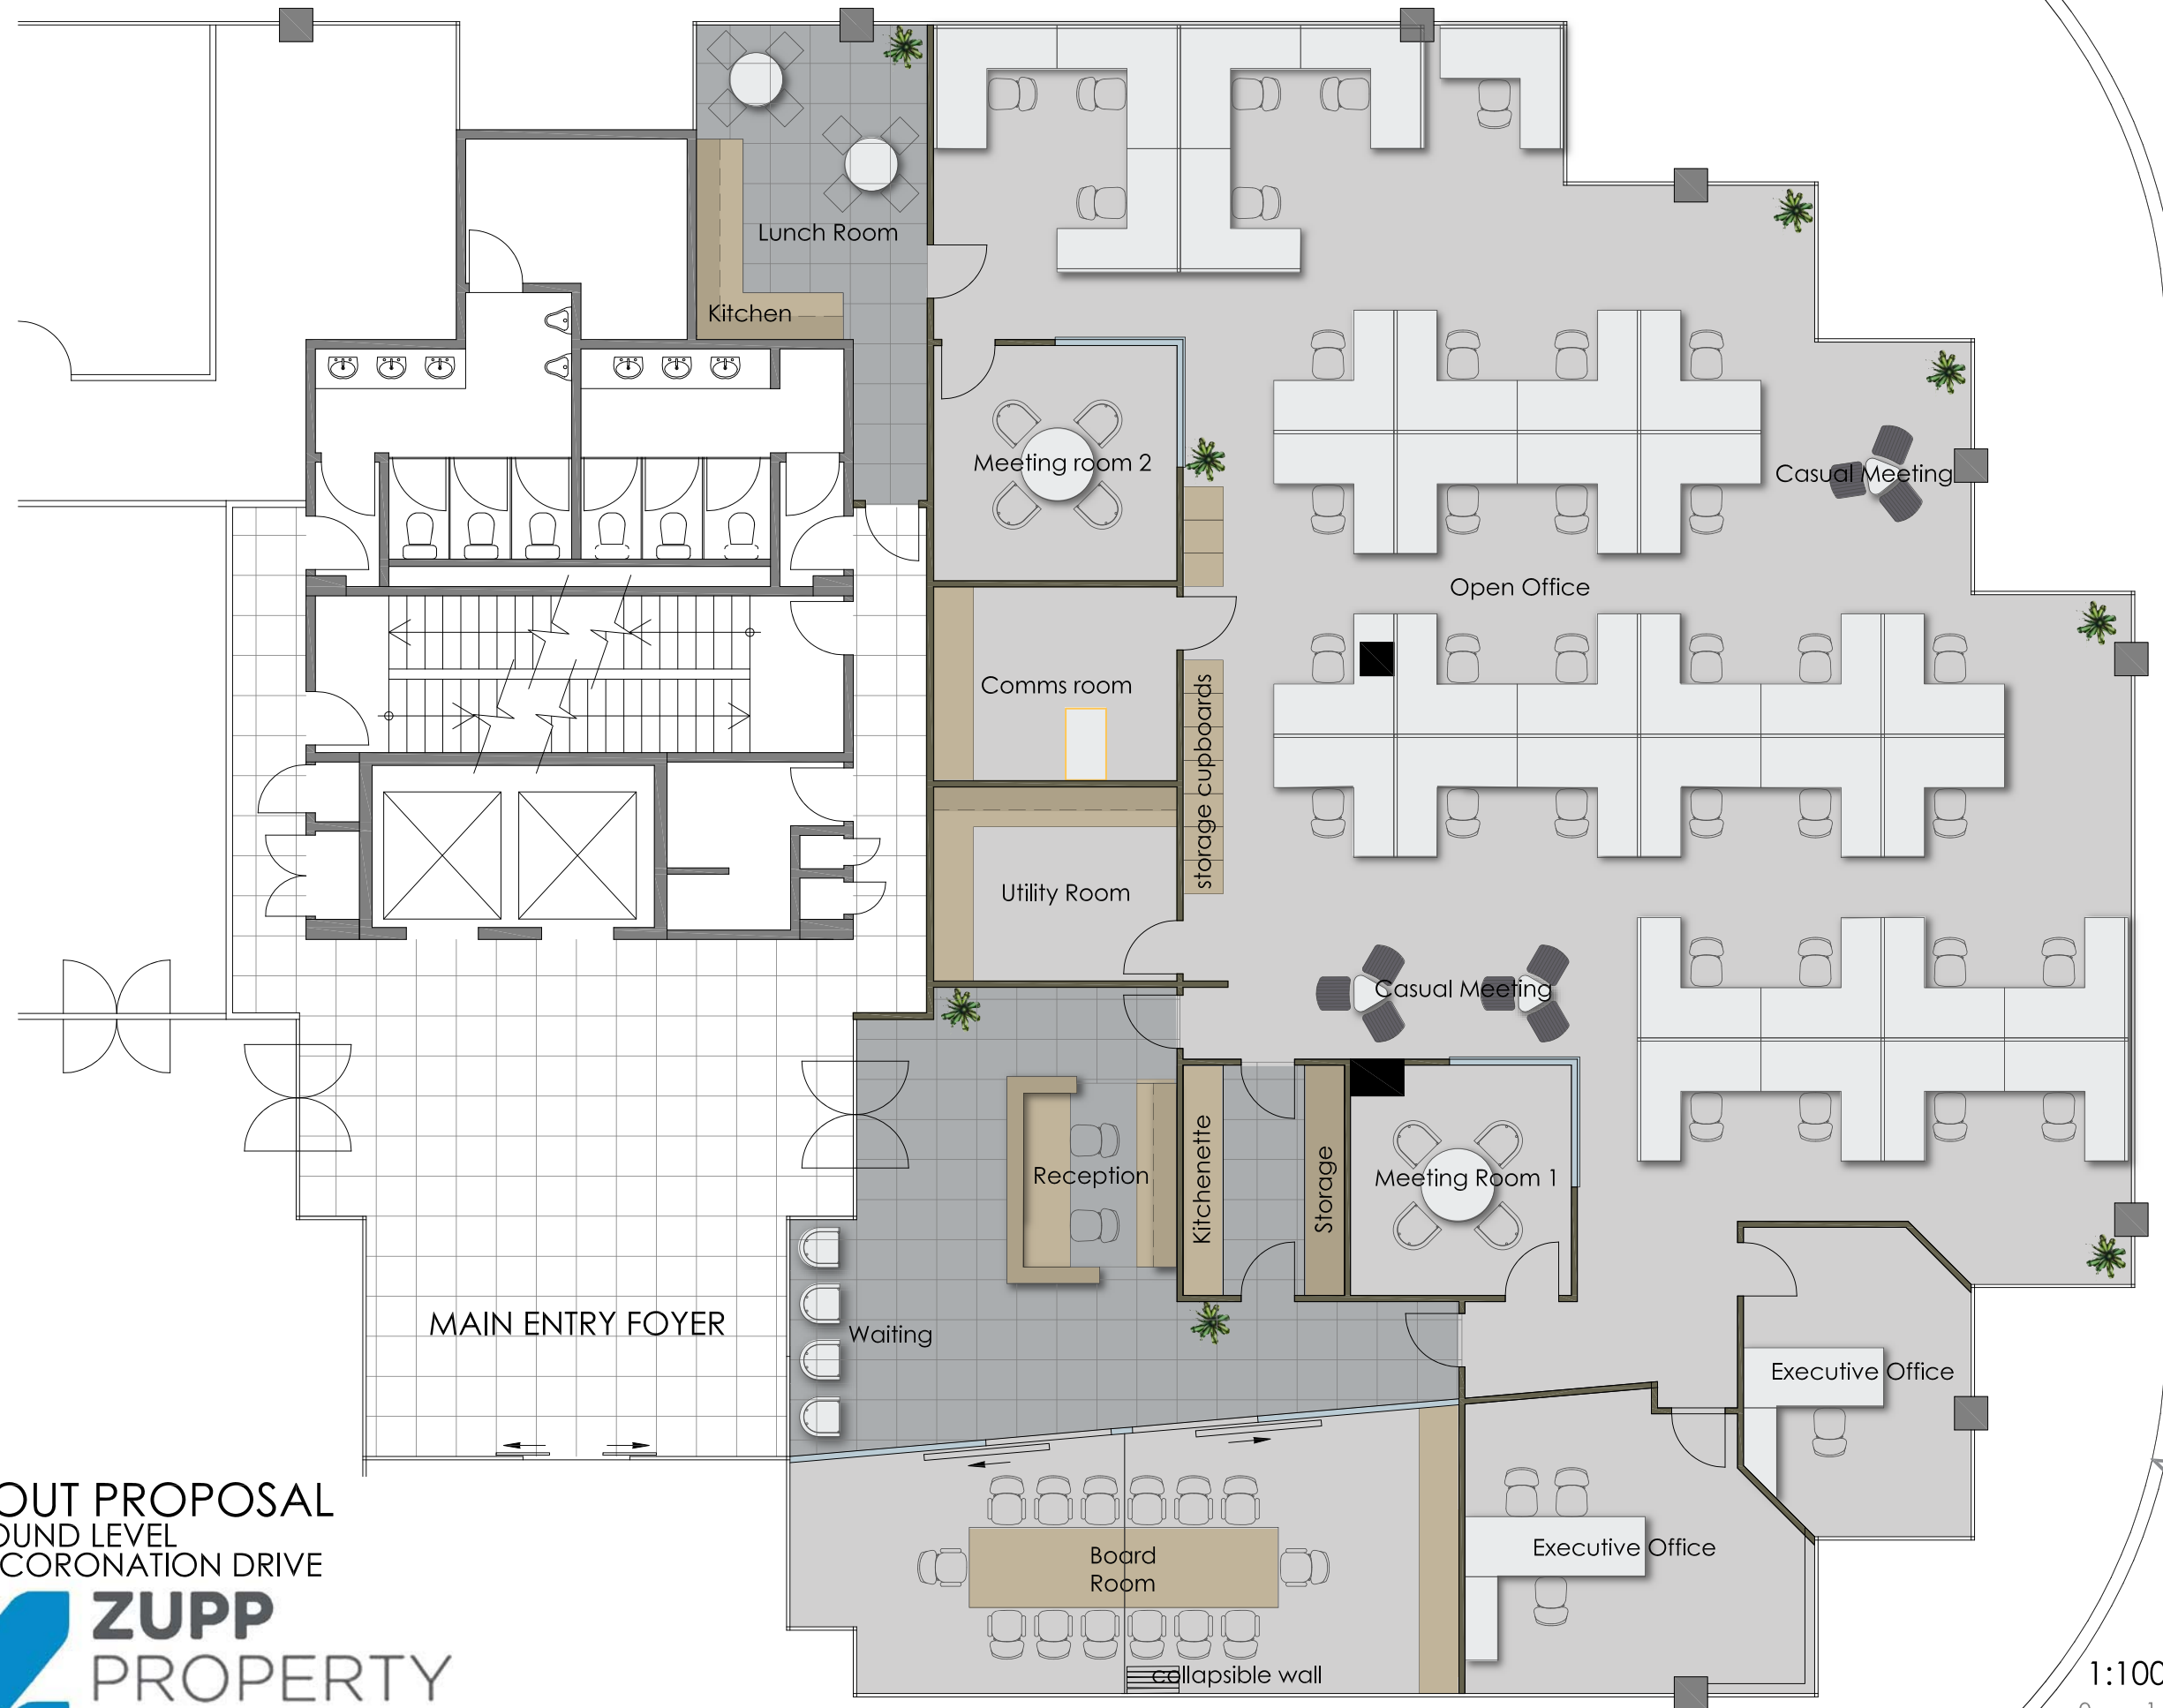 Lunch Room
Kitchen
Meeting room 2
Casual Meeting
Open Office
Comms room
storage cupboards
Utility Room
Casual Meeting
Reception
Kitchenette
Storage
Meeting Room 1
MAIN ENTRY FOYER
Waiting
Executive Office
Executive Office
Board
Room
collapsible wall
OUT PROPOSAL
OUND LEVEL
CORONATION DRIVE
ZUPP
PROPERTY
1:100